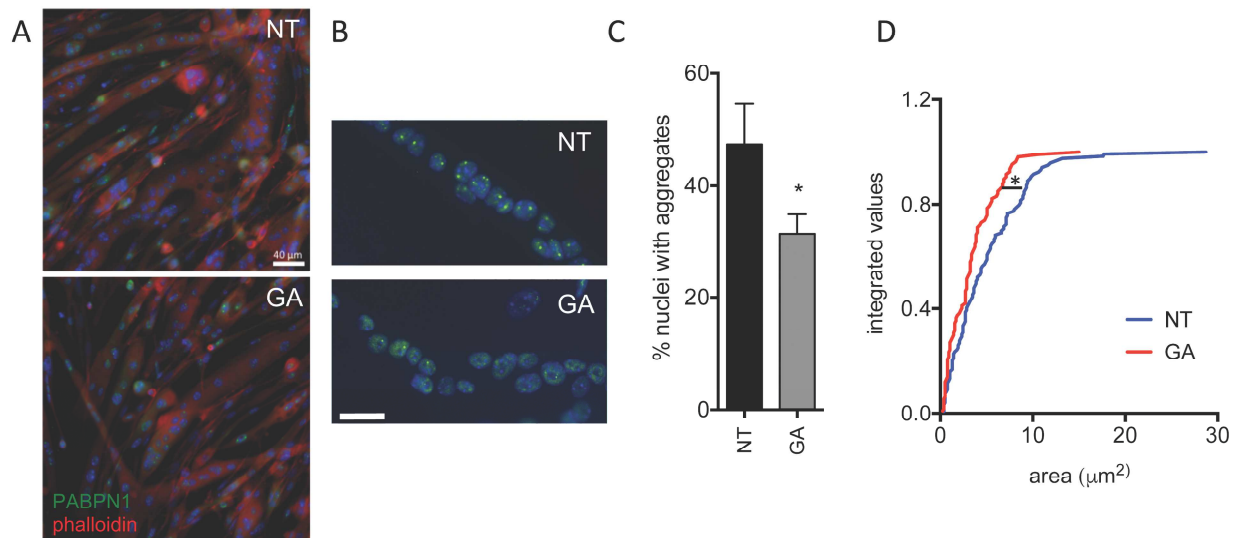 A
NT
40 µm
GA
PABPN1
phalloidin
B
NT
GA
C
60
40
20
0
% nuclei with aggregates
*
NT
GA
D
1.2
0.8
0.4
0.0
integrated values
*
NT
GA
0
10
20
30
area (µm²)